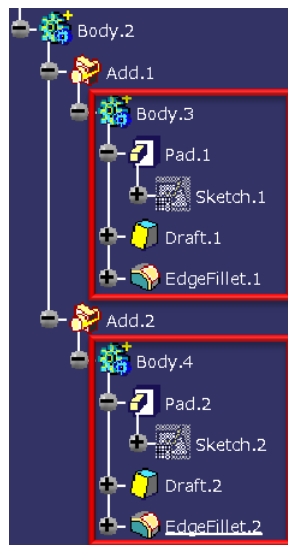 Body.2
Add.1
Body.3
Pad.1
Sketch.1
Draft.1
EdgeFillet.1
Add.2
Body.4
Pad.2
Sketch.2
Draft.2
EdgeFillet.2